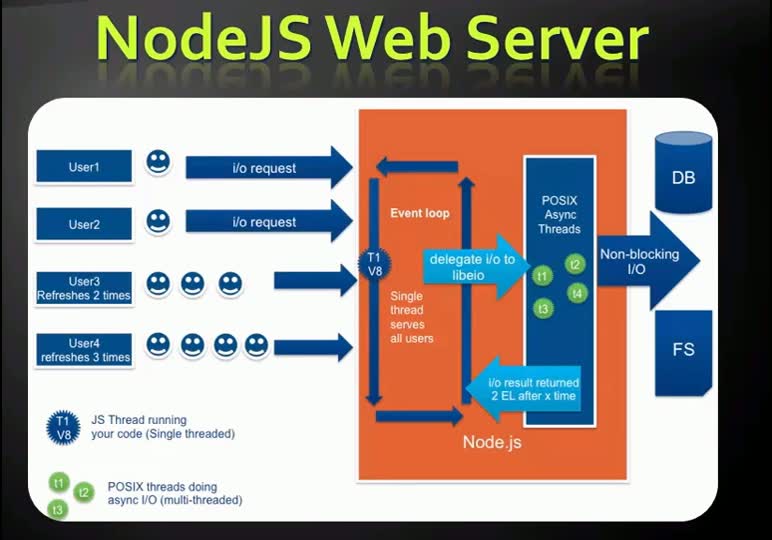 NodeJS Web Server
User1
i/o request
User2
i/o request
User3
Refreshes 2 times
User4
refreshes 3 times
Event loop
T1
V8
Single
thread
serves
all users
delegate i/o to
libeio
POSIX
Async
Threads
t1
t2
t3
t4
i/o result returned
2 EL after x time
Node.js
Non-blocking
I/O
DB
FS
T1
V8
JS Thread running
your code (Single threaded)
t1
t2
t3
POSIX threads doing
async I/O (multi-threaded)